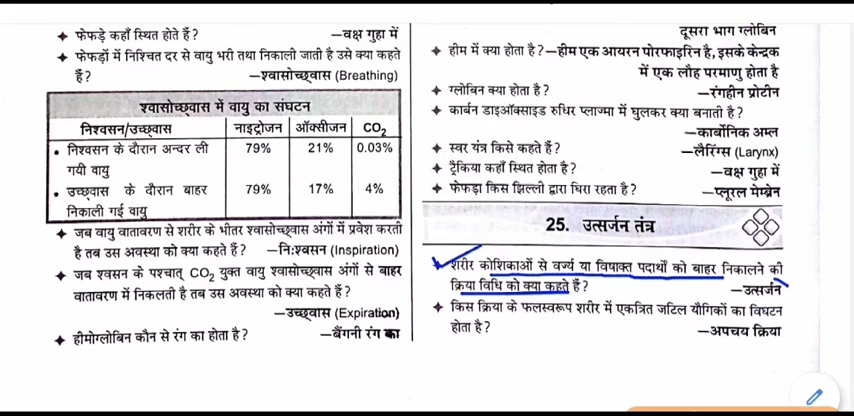 ✦ फेफड़े कहाँ स्थित होते हैं? —वक्ष गुहा में
✦ फेफड़ों में निश्चित दर से वायु भरी तथा निकाली जाती है उसे क्या कहते
हैं? —श्वासोच्छ्वास (Breathing)
श्वासोच्छ्वास में वायु का संघटन
निश्वसन/उच्छ्वास नाइट्रोजन ऑक्सीजन CO₂
• निश्वसन के दौरान अन्दर ली 79% 21% 0.03%
गयी वायु
• उच्छ्वास के दौरान बाहर 79% 17% 4%
निकाली गई वायु
✦ जब वायु वातावरण से शरीर के भीतर श्वासोच्छ्वास अंगों में प्रवेश करती
है तब उस अवस्था को क्या कहते हैं? —नि:श्वसन (Inspiration)
✦ जब श्वसन के पश्चात् CO₂ युक्त वायु श्वासोच्छ्वास अंगों से बाहर
वातावरण में निकलती है तब उस अवस्था को क्या कहते हैं?
—उच्छ्वास (Expiration)
✦ हीमोग्लोबिन कौन से रंग का होता है? —बैंगनी रंग का
दूसरा भाग ग्लोबिन
✦ हीम में क्या होता है?—हीम एक आयरन पोरफाइरिन है, इसके केन्द्रक
में एक लौह परमाणु होता है
✦ ग्लोबिन क्या होता है? —रंगहीन प्रोटीन
✦ कार्बन डाइऑक्साइड रुधिर प्लाज्मा में घुलकर क्या बनाती है?
—कार्बोनिक अम्ल
✦ स्वर यंत्र किसे कहते हैं? —लैरिंग्स (Larynx)
✦ ट्रैकिया कहाँ स्थित होता है? —वक्ष गुहा में
✦ फेफड़ा किस झिल्ली द्वारा घिरा रहता है? —प्लूरल मेम्ब्रेन
25. उत्सर्जन तंत्र
शरीर कोशिकाओं से वर्ज्य या विषाक्त पदार्थों को बाहर निकालने की
क्रिया विधि को क्या कहते हैं? —उत्सर्जन
✦ किस क्रिया के फलस्वरूप शरीर में एकत्रित जटिल यौगिकों का विघटन
होता है? —अपचय क्रिया